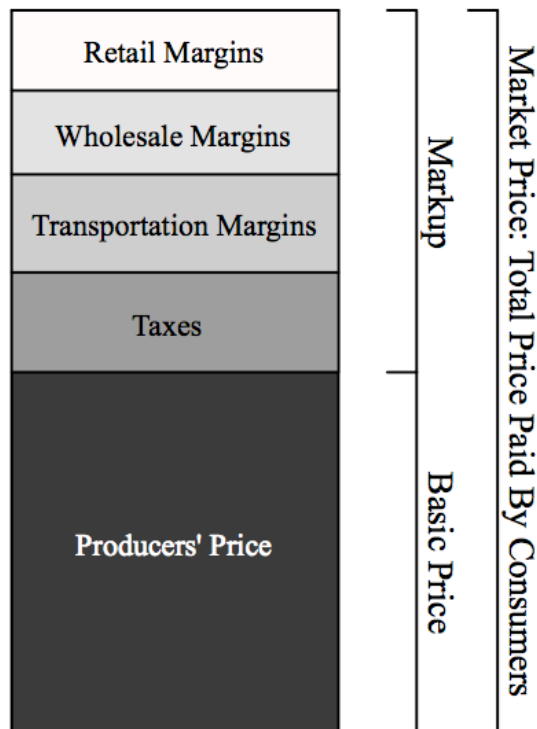 Retail Margins
Wholesale Margins
Transportation Margins
Taxes
Producers' Price
Markup
Basic Price
Market Price: Total Price Paid By Consumers